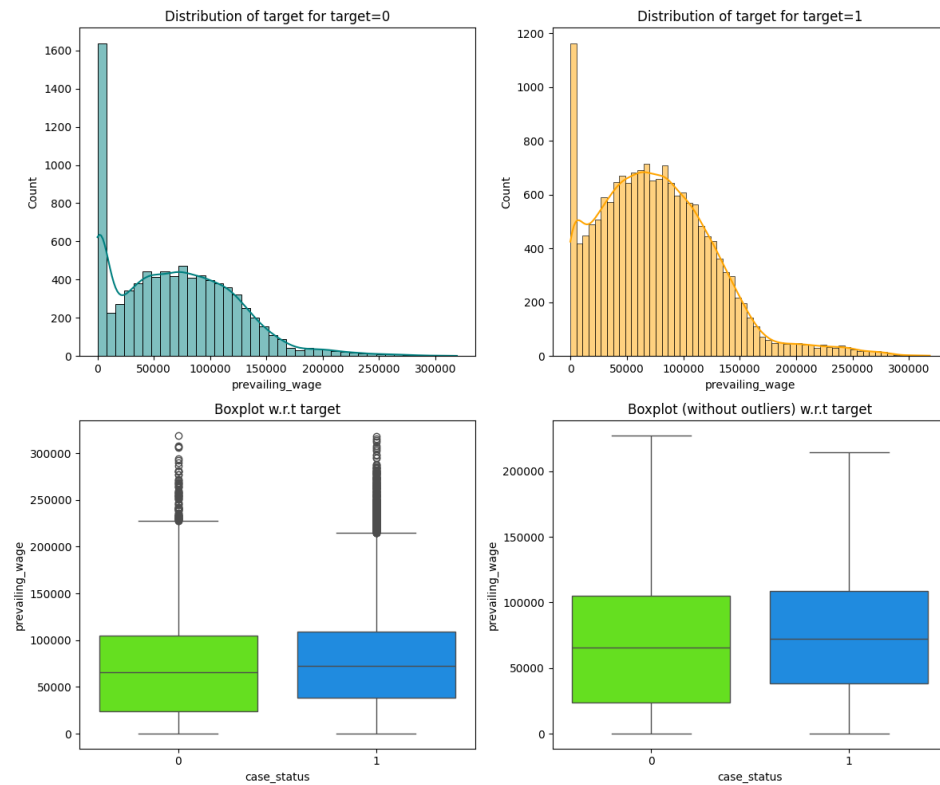 Distribution of target for target=0
1600
1400
1200
1000
800
600
400
200
0
Count
0 50000 100000 150000 200000 250000 300000
prevailing_wage
Distribution of target for target=1
1200
1000
800
600
400
200
0
Count
0 50000 100000 150000 200000 250000 300000
prevailing_wage
Boxplot w.r.t target
300000
250000
200000
150000
100000
50000
0
prevailing_wage
0 1
case_status
Boxplot (without outliers) w.r.t target
200000
150000
100000
50000
0
prevailing_wage
0 1
case_status